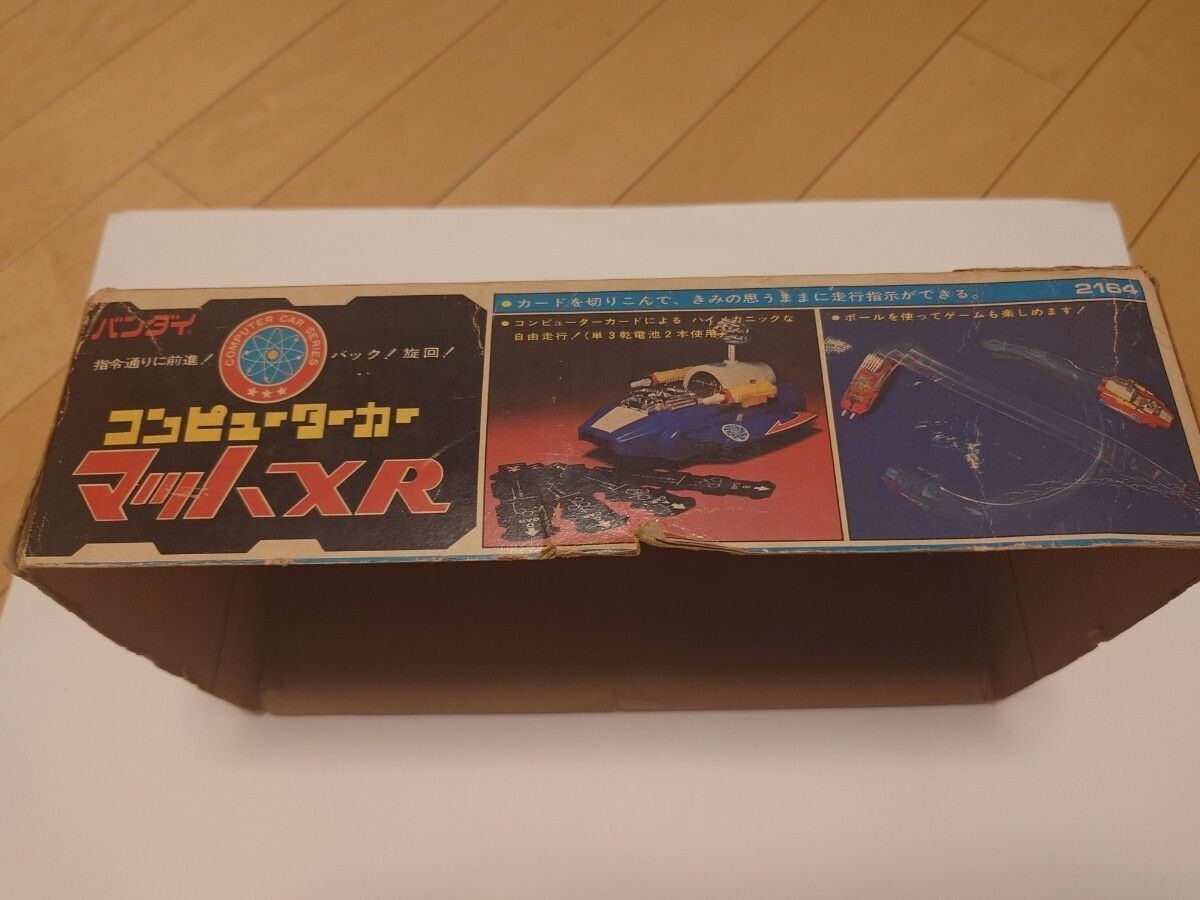 バンダイ
COMPUTER CAR SERIES
指令通りに前進!
バック!旋回!
コンピューターカー
マッハXR
●カードを切りこんで、きみの思うままに走行指示ができる。
2164
●コンピューターカードによる ハイメカニックな
自由走行!(単3乾電池2本使用)
●ボールを使ってゲームも楽しめます!